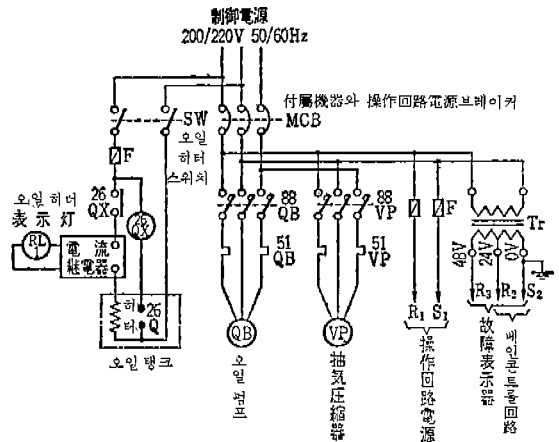 制御電源
200/220V 50/60Hz
付属機器와 操作回路電源브레이커
SW
MCB
오일
히터
스위치
F
26
QX
오일 히터
表示灯
26
QX
RL
1
電流
継電器
히
터
26
Q
오일 탱크
88
QB
88
VP
F
Tr
51
QB
51
VP
48V
24V
0V
R₁
S₁
R₃
R₂
S₂
QB
VP
오일 펌프
抽気圧縮器
操作回路電源
故障表示器
메인콘트롤回路